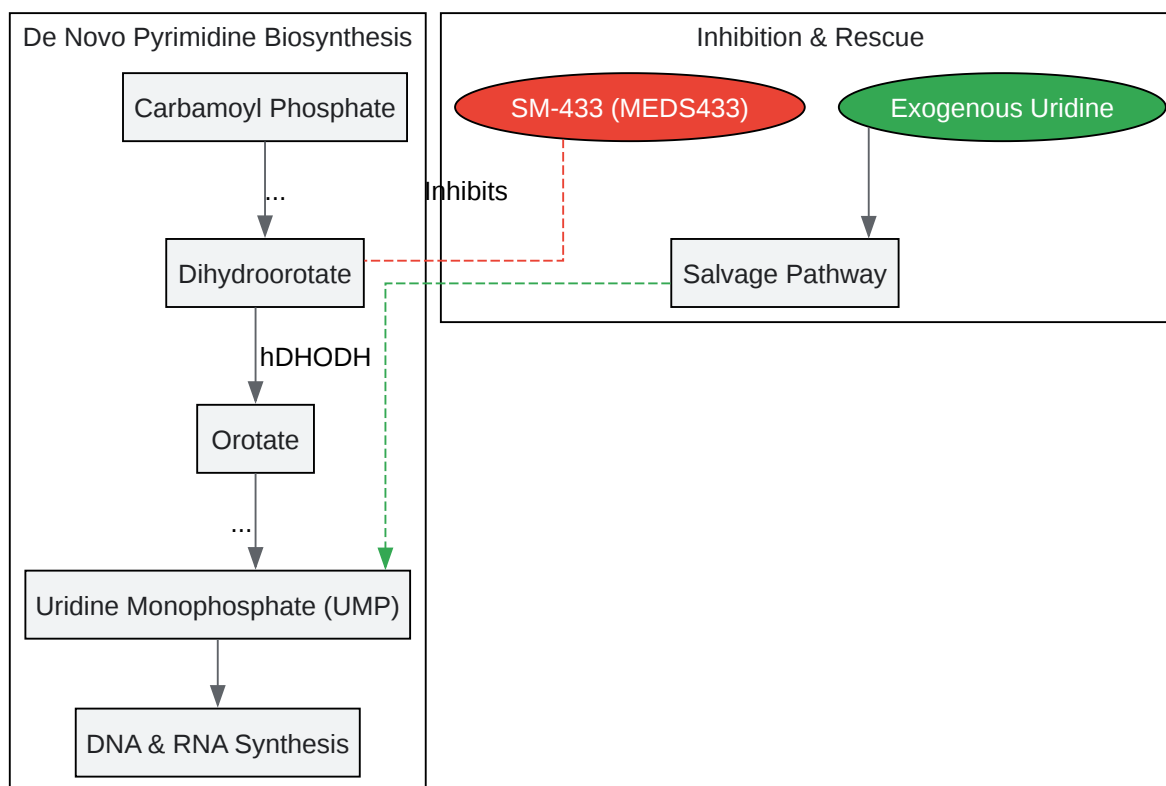 De Novo Pyrimidine Biosynthesis
Carbamoyl Phosphate
...
Dihydroorotate
hDHODH
Orotate
...
Uridine Monophosphate (UMP)
DNA & RNA Synthesis
Inhibition & Rescue
SM-433 (MEDS433)
Exogenous Uridine
Inhibits
Salvage Pathway